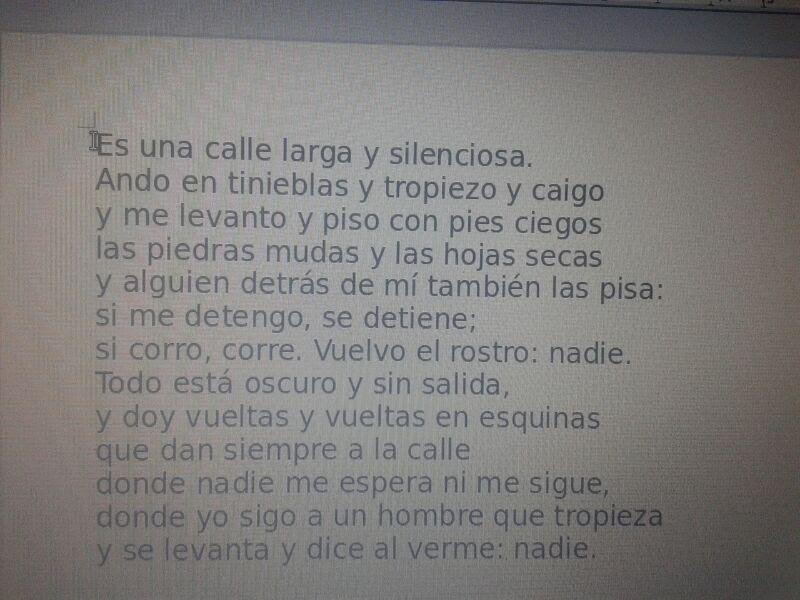 Es una calle larga y silenciosa.
Ando en tinieblas y tropiezo y caigo
y me levanto y piso con pies ciegos
las piedras mudas y las hojas secas
y alguien detrás de mí también las pisa:
si me detengo, se detiene;
si corro, corre. Vuelvo el rostro: nadie.
Todo está oscuro y sin salida,
y doy vueltas y vueltas en esquinas
que dan siempre a la calle
donde nadie me espera ni me sigue,
donde yo sigo a un hombre que tropieza
y se levanta y dice al verme: nadie.